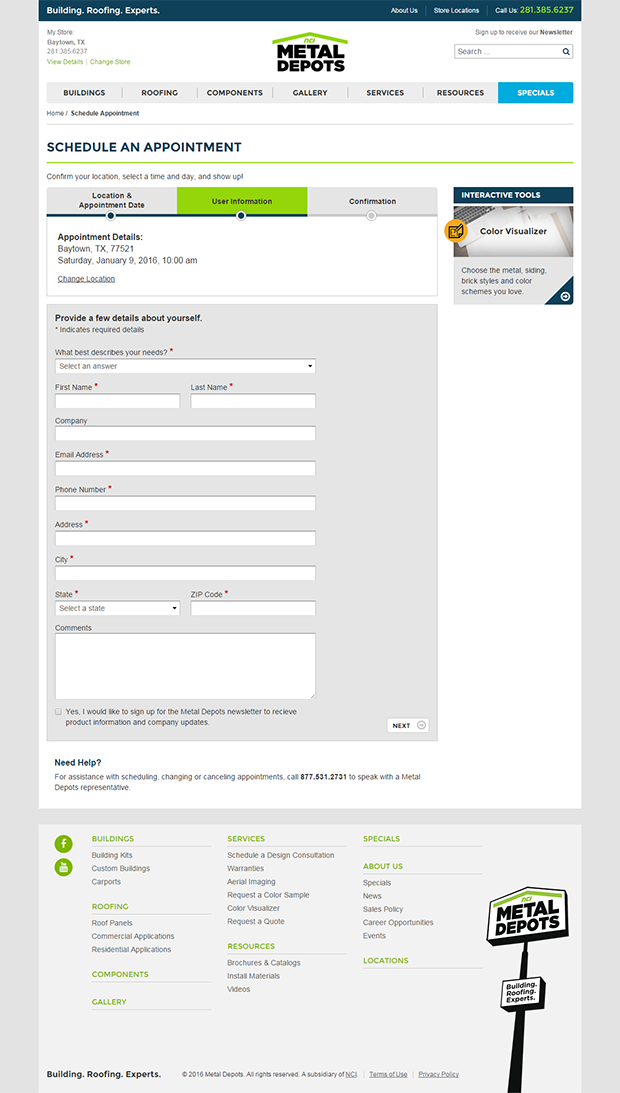 Building. Roofing. Experts.
About Us
Store Locations
Call Us: 281.385.6237
My Store:
Baytown, TX
281.385.6237
View Details | Change Store
NCI
METAL
DEPOTS
Sign up to receive our Newsletter
Search ...
BUILDINGS
ROOFING
COMPONENTS
GALLERY
SERVICES
RESOURCES
SPECIALS
Home / Schedule Appointment
SCHEDULE AN APPOINTMENT
Confirm your location, select a time and day, and show up!
Location &
Appointment Date
User Information
Confirmation
Appointment Details:
Baytown, TX, 77521
Saturday, January 9, 2016, 10:00 am
Change Location
INTERACTIVE TOOLS
Color Visualizer
Choose the metal, siding,
brick styles and color
schemes you love.
Provide a few details about yourself.
* Indicates required details
What best describes your needs? *
Select an answer
First Name *
Last Name *
Company
Email Address *
Phone Number *
Address *
City *
State *
ZIP Code *
Select a state
Comments
Yes, I would like to sign up for the Metal Depots newsletter to recieve
product information and company updates.
NEXT
Need Help?
For assistance with scheduling, changing or canceling appointments, call 877.531.2731 to speak with a Metal
Depots representative.
BUILDINGS
Building Kits
Custom Buildings
Carports
ROOFING
Roof Panels
Commercial Applications
Residential Applications
COMPONENTS
GALLERY
SERVICES
Schedule a Design Consultation
Warranties
Aerial Imaging
Request a Color Sample
Color Visualizer
Request a Quote
RESOURCES
Brochures & Catalogs
Install Materials
Videos
SPECIALS
ABOUT US
Specials
News
Sales Policy
Career Opportunities
Events
LOCATIONS
f
You
NCI
METAL
DEPOTS
Building.
Roofing.
Experts.
Building. Roofing. Experts.
© 2016 Metal Depots. All rights reserved. A subsidiary of NCI. | Terms of Use | Privacy Policy